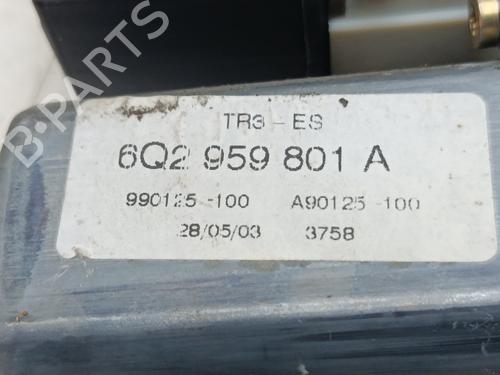 B-PARTS
TR3-ES
6Q2 959 801 A
990125-100 A90125-100
28/05/03 3758